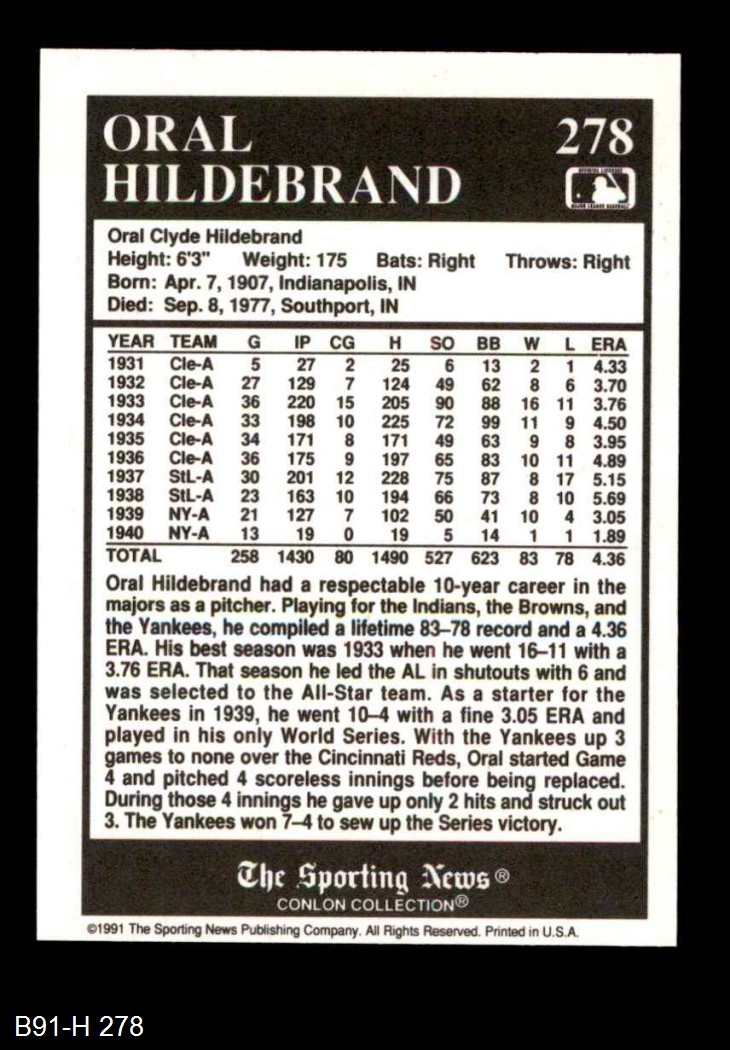 ORAL 278
HILDEBRAND
OFFICIAL LICENSEE
MAJOR LEAGUE BASEBALL
Oral Clyde Hildebrand
Height: 6'3" Weight: 175 Bats: Right Throws: Right
Born: Apr. 7, 1907, Indianapolis, IN
Died: Sep. 8, 1977, Southport, IN
YEAR TEAM G IP CG H SO BB W L ERA
1931 Cle-A 5 27 2 25 6 13 2 1 4.33
1932 Cle-A 27 129 7 124 49 62 8 6 3.70
1933 Cle-A 36 220 15 205 90 88 16 11 3.76
1934 Cle-A 33 198 10 225 72 99 11 9 4.50
1935 Cle-A 34 171 8 171 49 63 9 8 3.95
1936 Cle-A 36 175 9 197 65 83 10 11 4.89
1937 StL-A 30 201 12 228 75 87 8 17 5.15
1938 StL-A 23 163 10 194 66 73 8 10 5.69
1939 NY-A 21 127 7 102 50 41 10 4 3.05
1940 NY-A 13 19 0 19 5 14 1 1 1.89
TOTAL 258 1430 80 1490 527 623 83 78 4.36
Oral Hildebrand had a respectable 10-year career in the
majors as a pitcher. Playing for the Indians, the Browns, and
the Yankees, he compiled a lifetime 83–78 record and a 4.36
ERA. His best season was 1933 when he went 16–11 with a
3.76 ERA. That season he led the AL in shutouts with 6 and
was selected to the All-Star team. As a starter for the
Yankees in 1939, he went 10–4 with a fine 3.05 ERA and
played in his only World Series. With the Yankees up 3
games to none over the Cincinnati Reds, Oral started Game
4 and pitched 4 scoreless innings before being replaced.
During those 4 innings he gave up only 2 hits and struck out
3. The Yankees won 7–4 to sew up the Series victory.
The Sporting News®
CONLON COLLECTION®
©1991 The Sporting News Publishing Company. All Rights Reserved. Printed in U.S.A.
B91-H 278